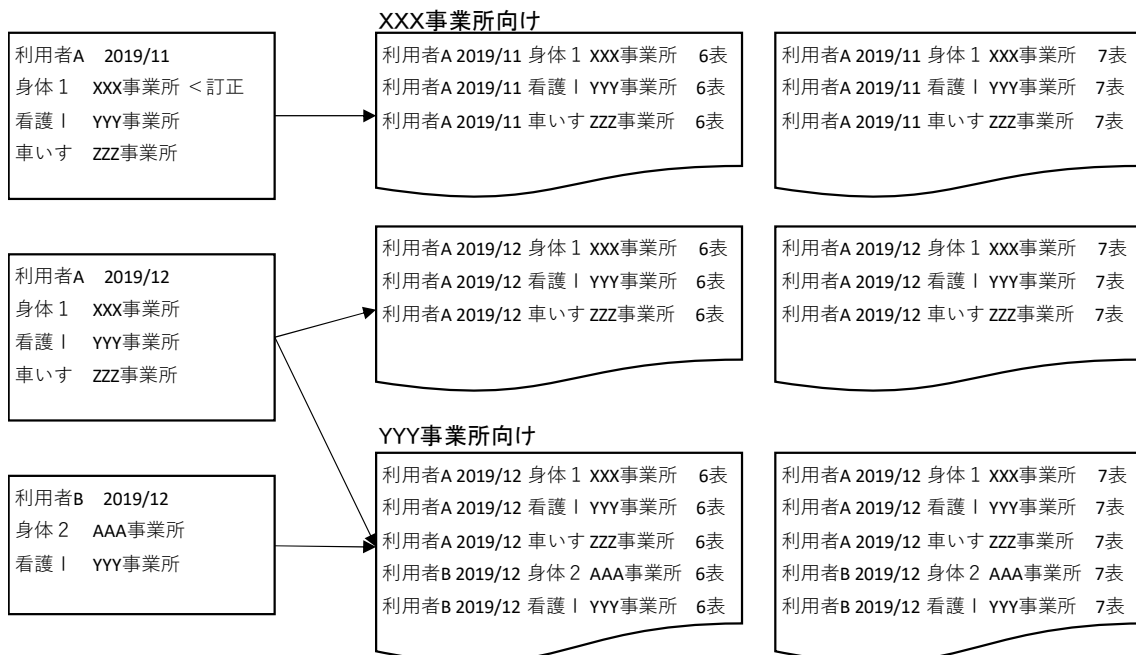 XXX事業所向け
利用者A 2019/11
身体1 XXX事業所 <訂正
看護Ⅰ YYY事業所
車いす ZZZ事業所
利用者A 2019/11 身体1 XXX事業所 6表
利用者A 2019/11 看護Ⅰ YYY事業所 6表
利用者A 2019/11 車いす ZZZ事業所 6表
利用者A 2019/11 身体1 XXX事業所 7表
利用者A 2019/11 看護Ⅰ YYY事業所 7表
利用者A 2019/11 車いす ZZZ事業所 7表
利用者A 2019/12
身体1 XXX事業所
看護Ⅰ YYY事業所
車いす ZZZ事業所
利用者A 2019/12 身体1 XXX事業所 6表
利用者A 2019/12 看護Ⅰ YYY事業所 6表
利用者A 2019/12 車いす ZZZ事業所 6表
利用者A 2019/12 身体1 XXX事業所 7表
利用者A 2019/12 看護Ⅰ YYY事業所 7表
利用者A 2019/12 車いす ZZZ事業所 7表
YYY事業所向け
利用者B 2019/12
身体2 AAA事業所
看護Ⅰ YYY事業所
利用者A 2019/12 身体1 XXX事業所 6表
利用者A 2019/12 看護Ⅰ YYY事業所 6表
利用者A 2019/12 車いす ZZZ事業所 6表
利用者B 2019/12 身体2 AAA事業所 6表
利用者B 2019/12 看護Ⅰ YYY事業所 6表
利用者A 2019/12 身体1 XXX事業所 7表
利用者A 2019/12 看護Ⅰ YYY事業所 7表
利用者A 2019/12 車いす ZZZ事業所 7表
利用者B 2019/12 身体2 AAA事業所 7表
利用者B 2019/12 看護Ⅰ YYY事業所 7表